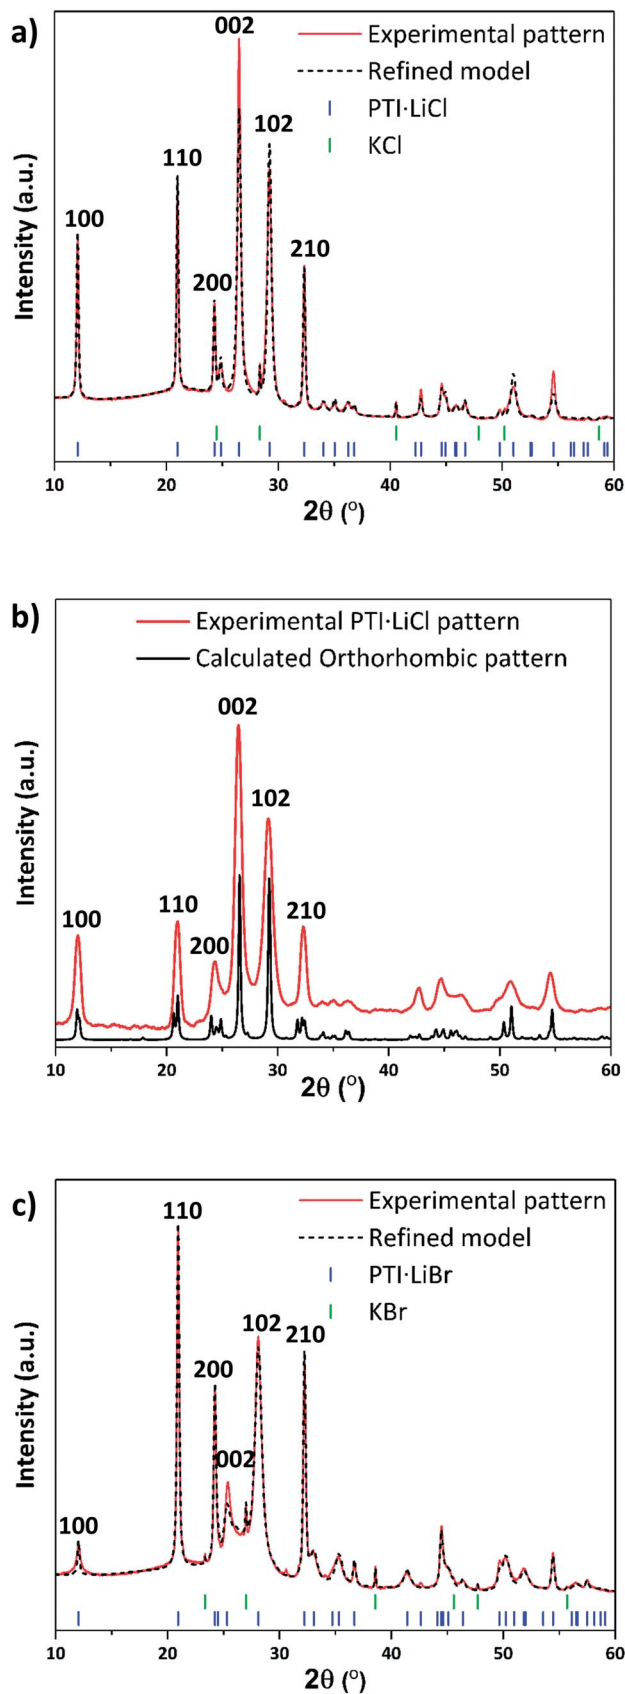 a)
002
Experimental pattern
Refined model
PTI·LiCl
KCl
102
110
100
200
210
Intensity (a.u.)
10 20 30 40 50 60
2θ (°)
b)
Experimental PTI·LiCl pattern
Calculated Orthorhombic pattern
002
102
100
110
200
210
Intensity (a.u.)
10 20 30 40 50 60
2θ (°)
c)
110
Experimental pattern
Refined model
PTI·LiBr
KBr
102
210
200
002
100
Intensity (a.u.)
10 20 30 40 50 60
2θ (°)